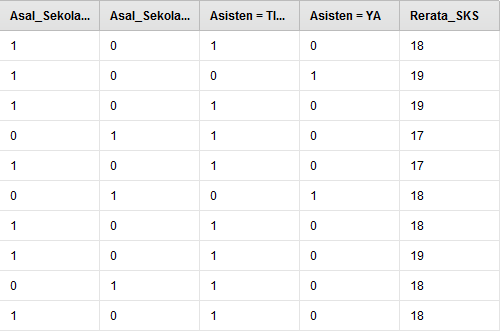 Asal_Sekola... Asal_Sekola... Asisten = TI... Asisten = YA Rerata_SKS
1 0 1 0 18
1 0 0 1 19
1 0 1 0 19
0 1 1 0 17
1 0 1 0 17
0 1 0 1 18
1 0 1 0 18
1 0 1 0 19
0 1 1 0 18
1 0 1 0 18